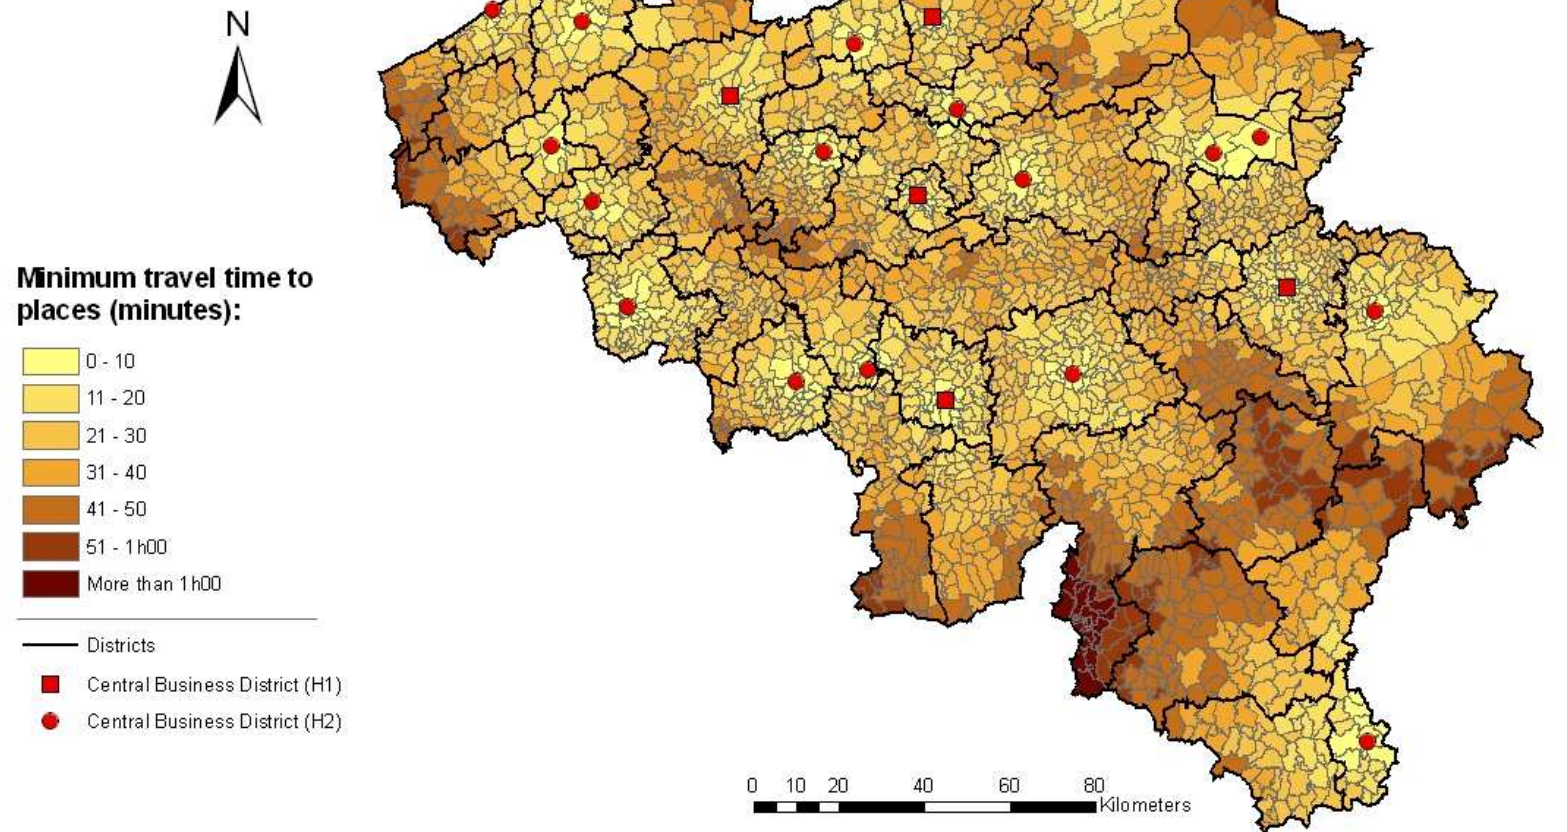 N
Minimum travel time to
places (minutes):
0 - 10
11 - 20
21 - 30
31 - 40
41 - 50
51 - 1h00
More than 1h00
Districts
Central Business District (H1)
Central Business District (H2)
0 10 20 40 60 80
Kilometers